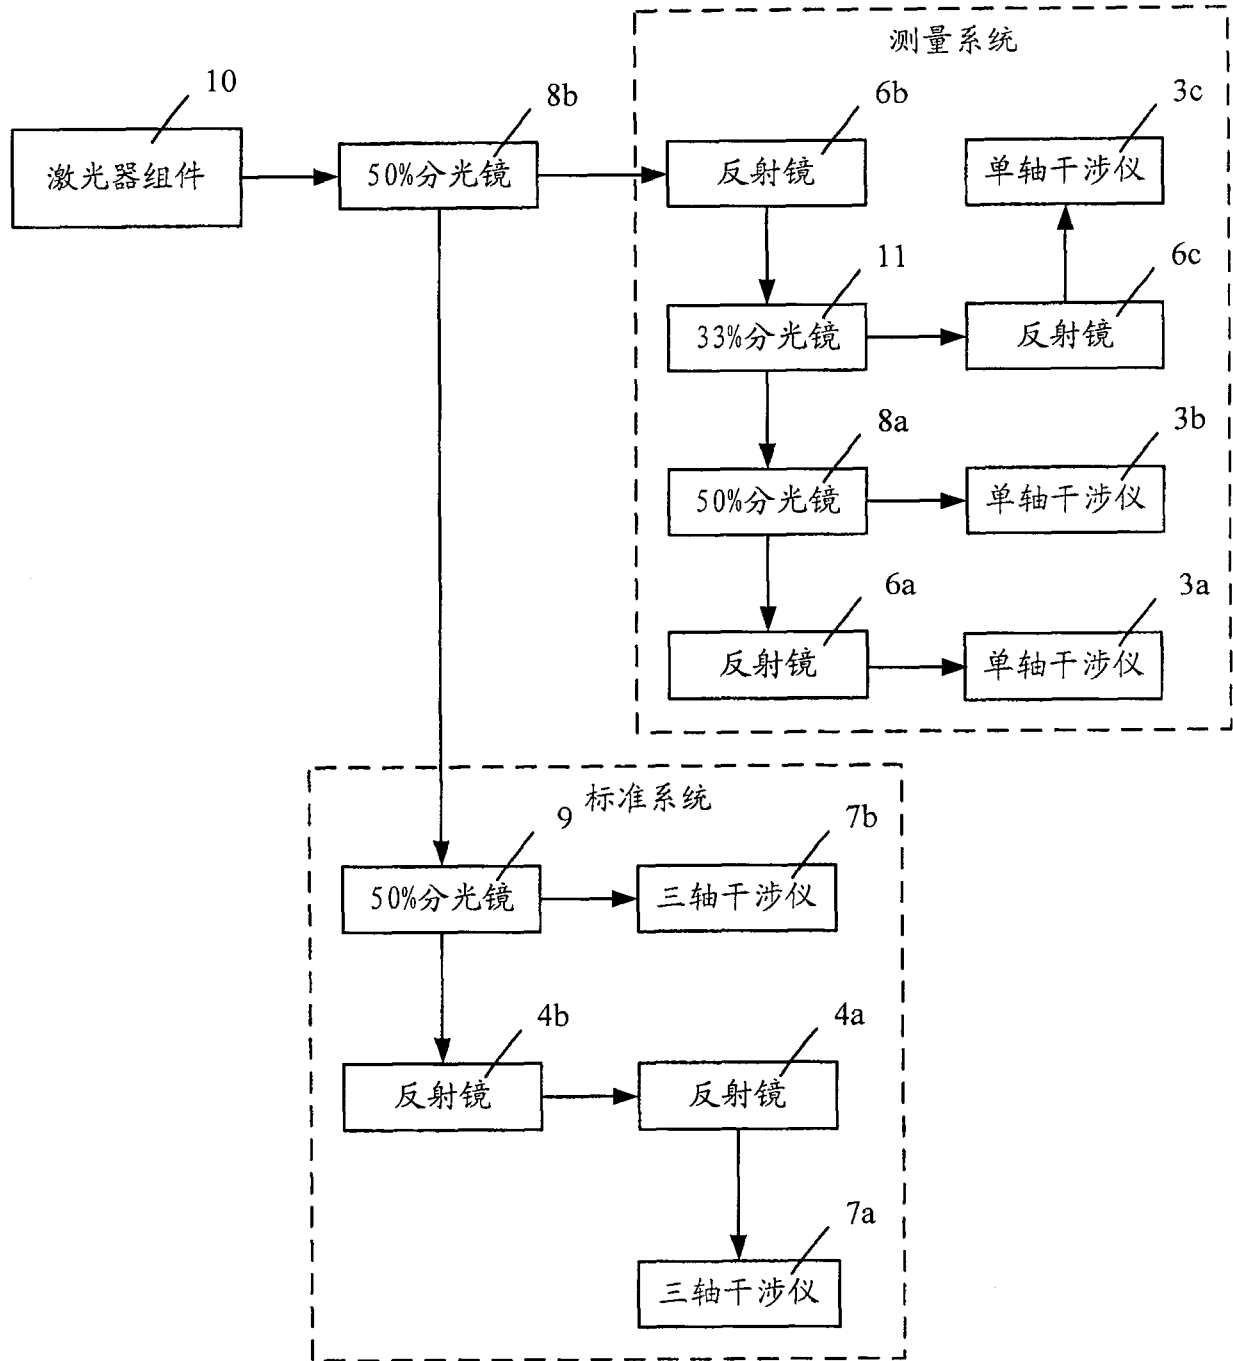 测量系统
10
8b
6b
3c
激光器组件
50%分光镜
反射镜
单轴干涉仪
11
6c
33%分光镜
反射镜
8a
3b
50%分光镜
单轴干涉仪
6a
3a
反射镜
单轴干涉仪
标准系统
9
7b
50%分光镜
三轴干涉仪
4b
4a
反射镜
反射镜
7a
三轴干涉仪